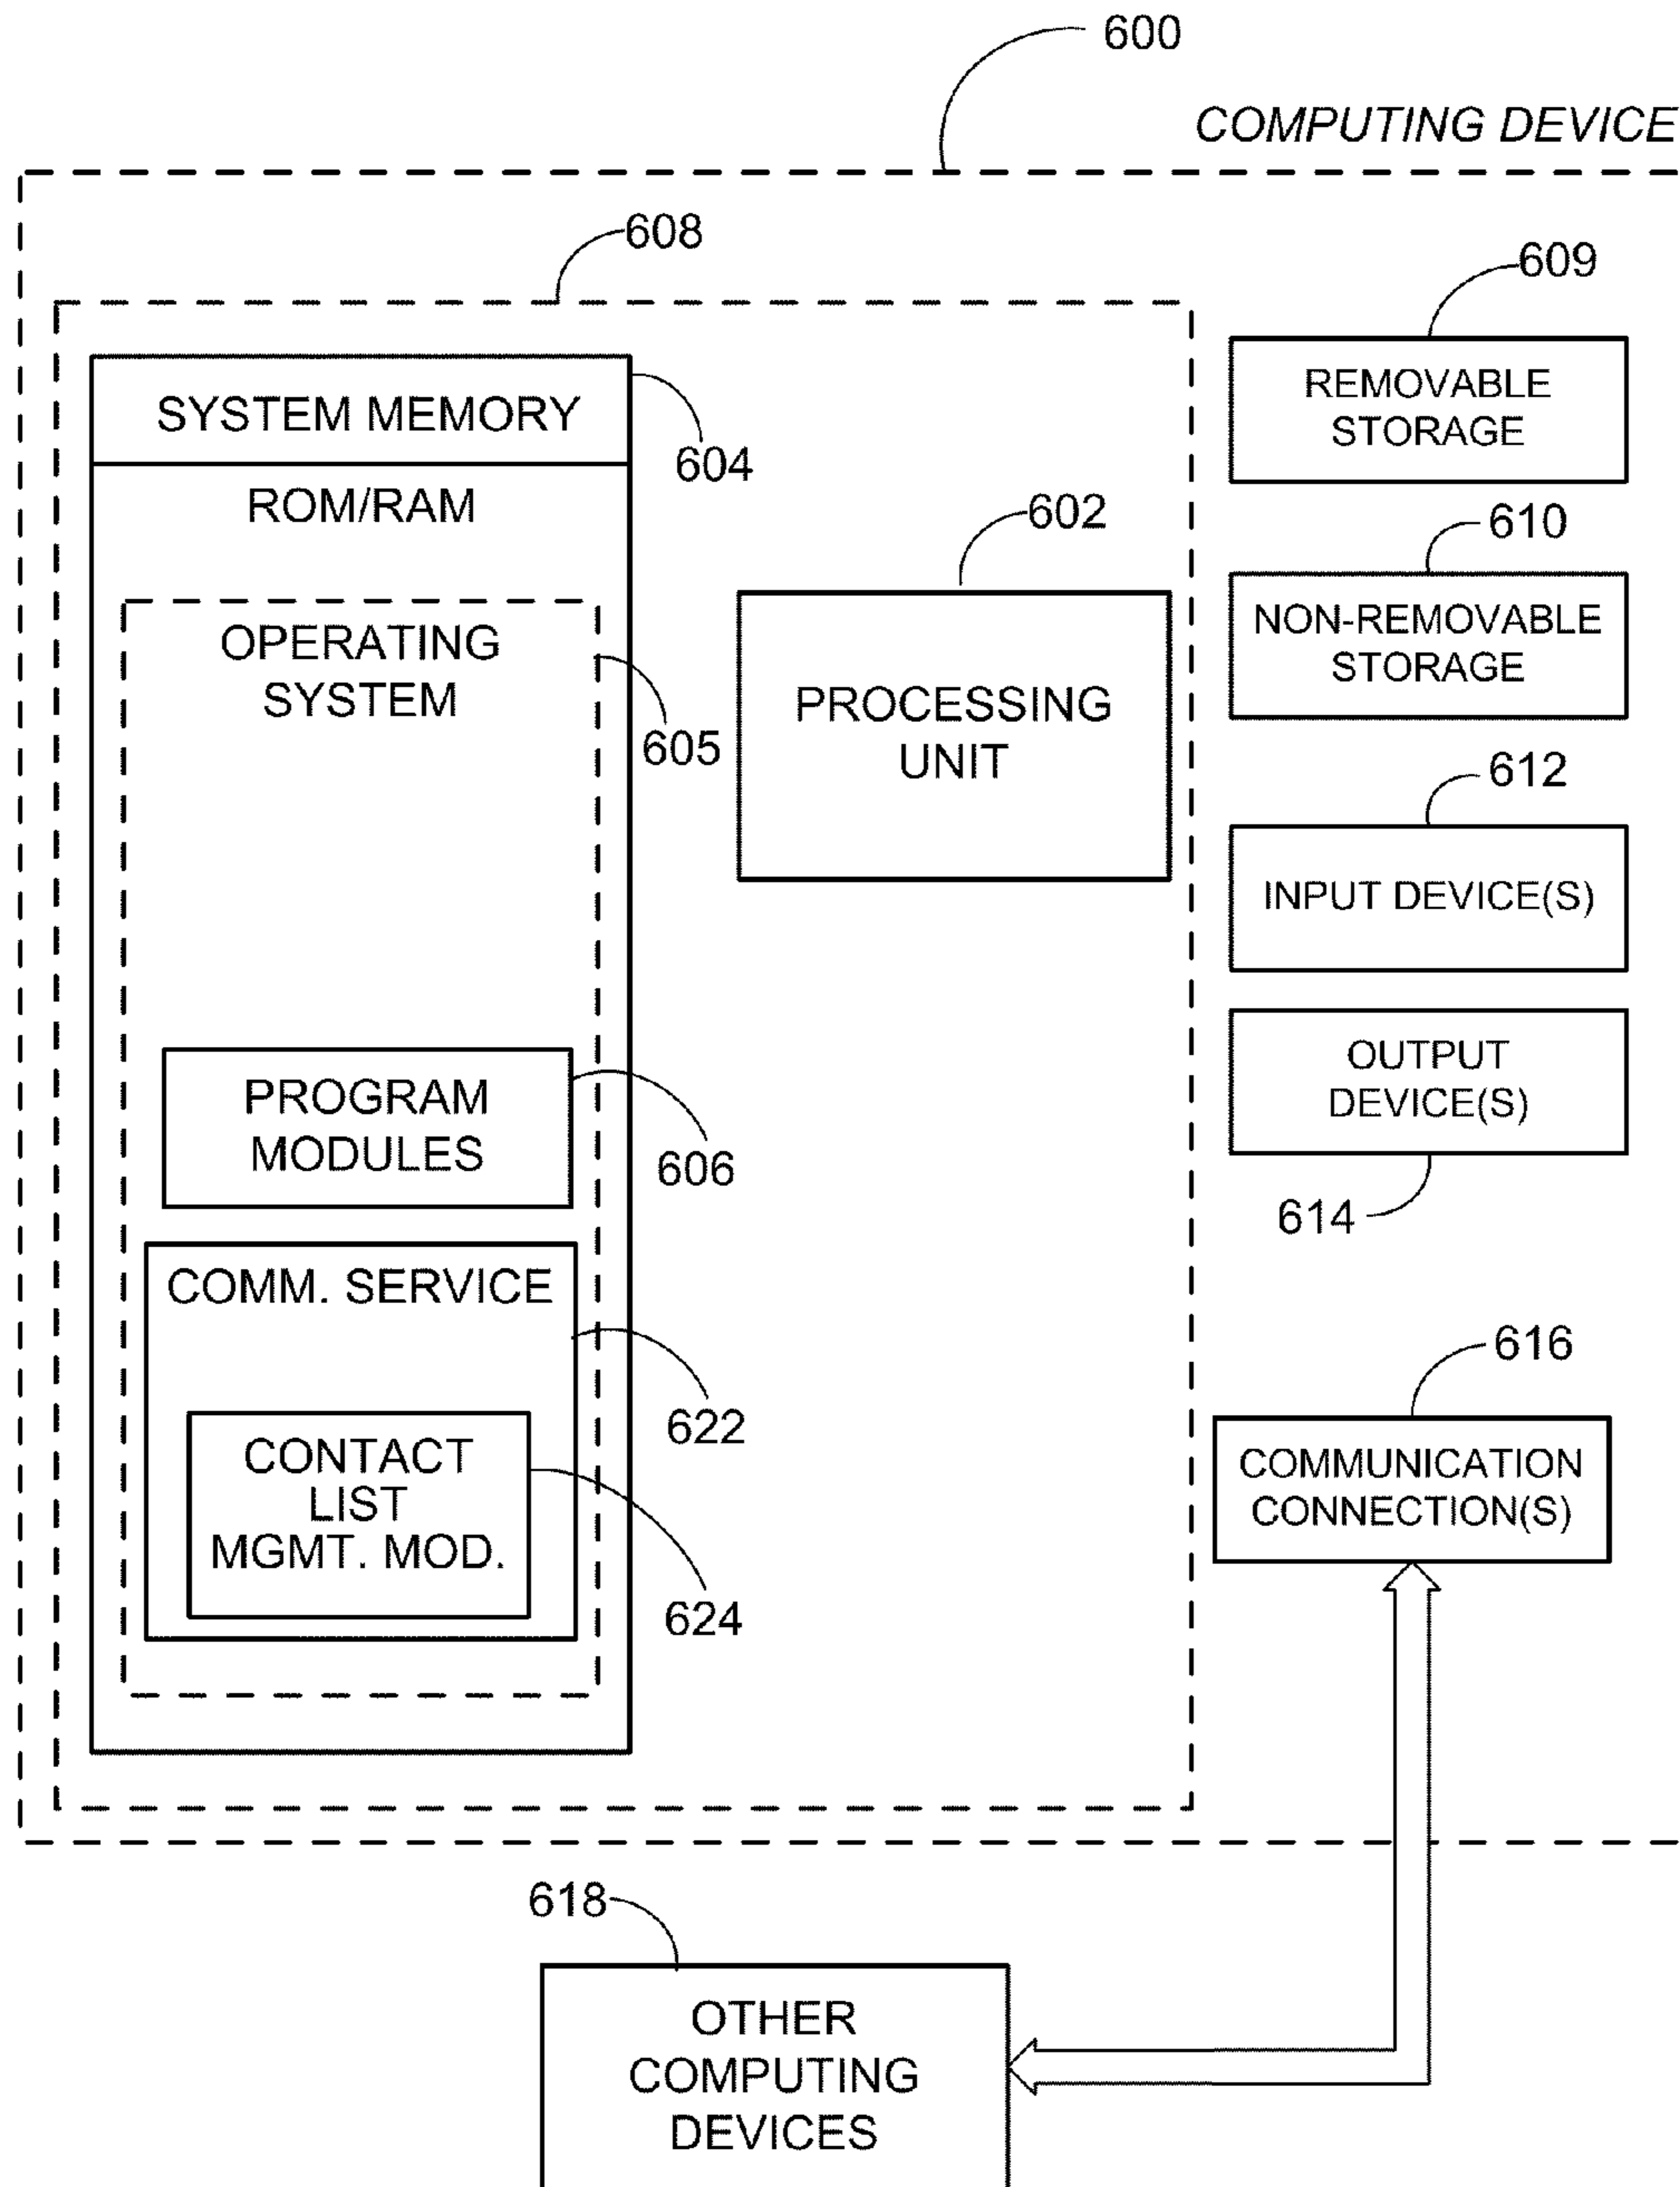 600
COMPUTING DEVICE
608
609
SYSTEM MEMORY
604
ROM/RAM
REMOVABLE
STORAGE
602
610
OPERATING
SYSTEM
605
PROCESSING
UNIT
NON-REMOVABLE
STORAGE
612
INPUT DEVICE(S)
PROGRAM
MODULES
606
OUTPUT
DEVICE(S)
614
COMM. SERVICE
622
616
CONTACT
LIST
MGMT. MOD.
624
COMMUNICATION
CONNECTION(S)
618
OTHER
COMPUTING
DEVICES